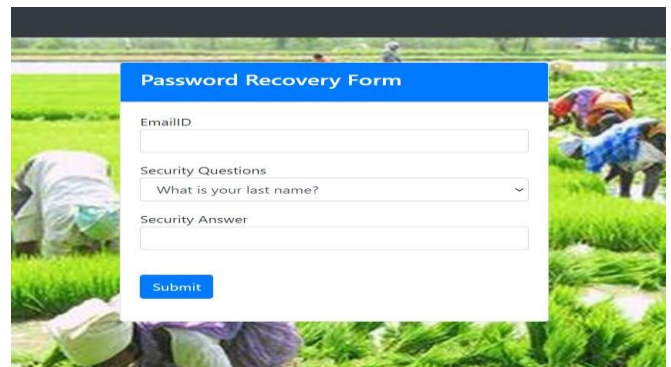 Password Recovery Form
EmailID
Security Questions
What is your last name?
Security Answer
Submit